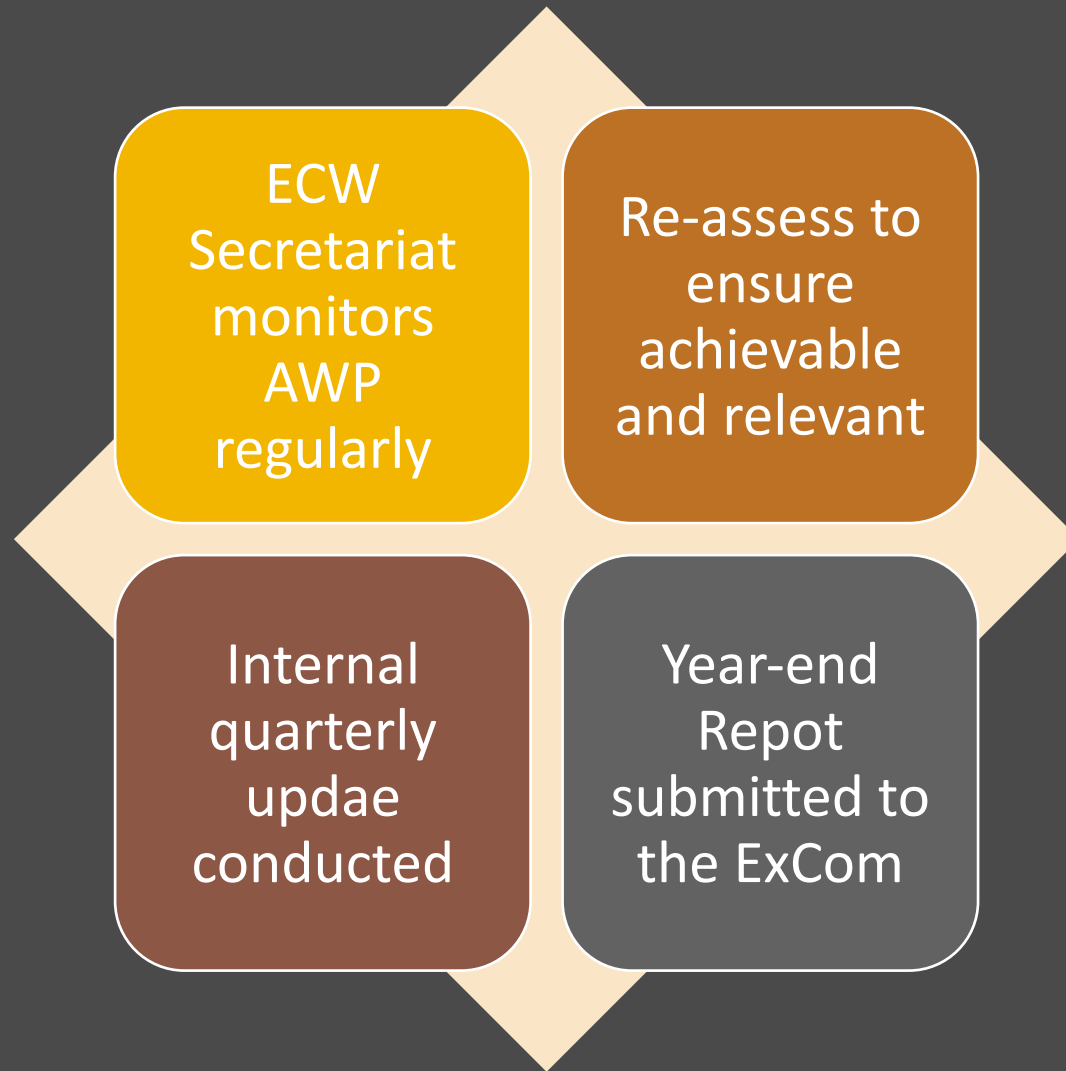 ECW
Secretariat
monitors
AWP
regularly
Re-assess to
ensure
achievable
and relevant
Internal
quarterly
updae
conducted
Year-end
Repot
submitted to
the ExCom